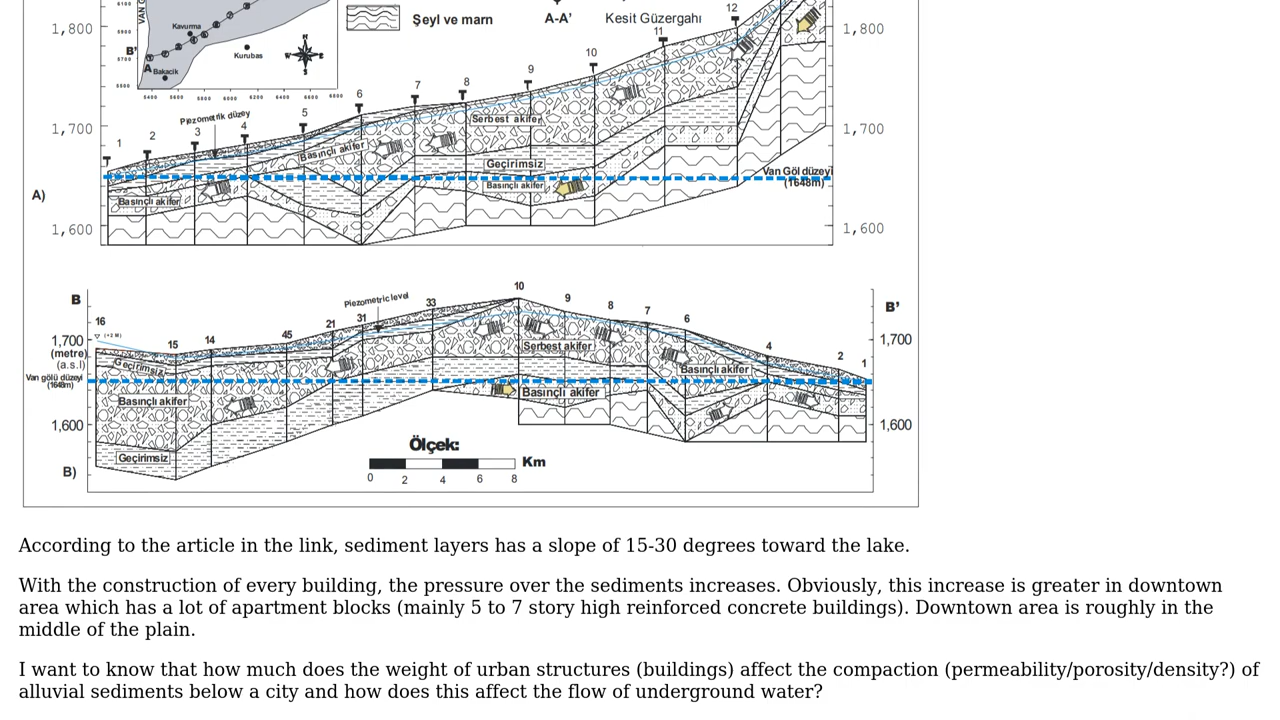 VAN G
Kavurma
B'
A
Bakacik
Kurubas
Şeyl ve marn
A-A' Kesit Güzergahı
1,800
1,800
12
11
10
9
8
7
6
5
4
3
2
1
Piezometrik düzey
1,700
1,700
Serbest akifer
Basınçlı akifer
Geçirimsiz
Basınçlı akifer
Basınçlı akifer
Van Göl düzeyi
(1648m)
A)
1,600
1,600
B
B'
16
15
14
45
21
31
33
10
9
8
7
6
4
2
1
Piezometric level
1,700
(metre)
(a.s.l)
1,700
Van gölü düzeyi
(1648m)
Geçirimsiz
Serbest akifer
Basınçlı akifer
Basınçlı akifer
Basınçlı akifer
1,600
1,600
Geçirimsiz
B)
Ölçek:
Km
0 2 4 6 8
According to the article in the link, sediment layers has a slope of 15-30 degrees toward the lake.
With the construction of every building, the pressure over the sediments increases. Obviously, this increase is greater in downtown
area which has a lot of apartment blocks (mainly 5 to 7 story high reinforced concrete buildings). Downtown area is roughly in the
middle of the plain.
I want to know that how much does the weight of urban structures (buildings) affect the compaction (permeability/porosity/density?) of
alluvial sediments below a city and how does this affect the flow of underground water?